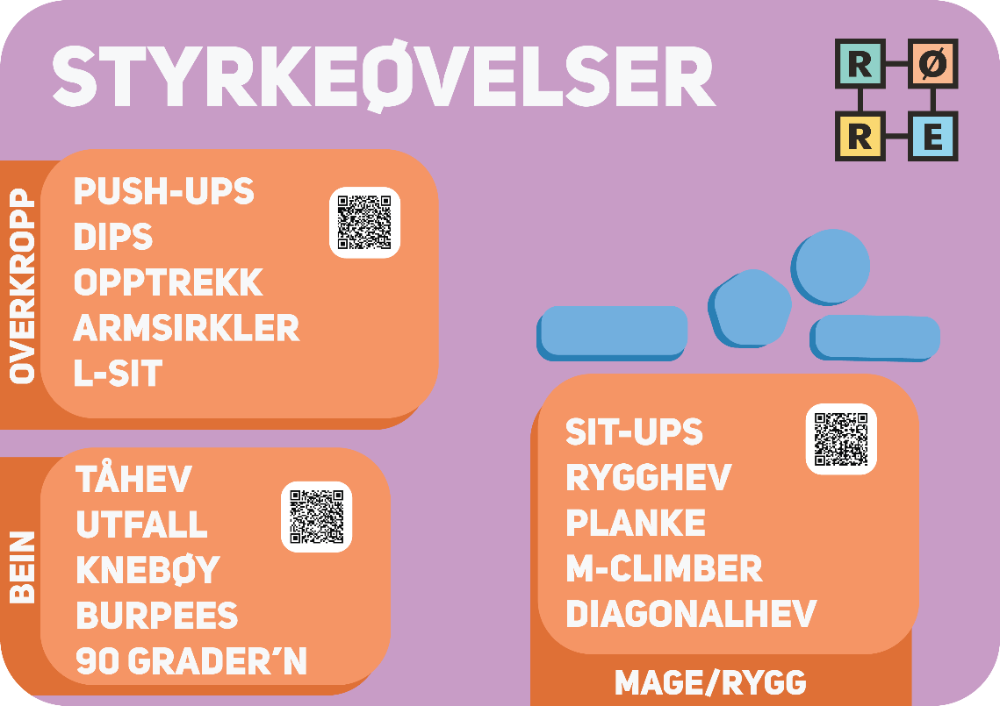 STYRKEØVELSER
R Ø
R E
OVERKROPP
PUSH-UPS
DIPS
OPPTREKK
ARMSIRKLER
L-SIT
BEIN
TÅHEV
UTFALL
KNEBØY
BURPEES
90 GRADER’N
SIT-UPS
RYGGHEV
PLANKE
M-CLIMBER
DIAGONALHEV
MAGE/RYGG